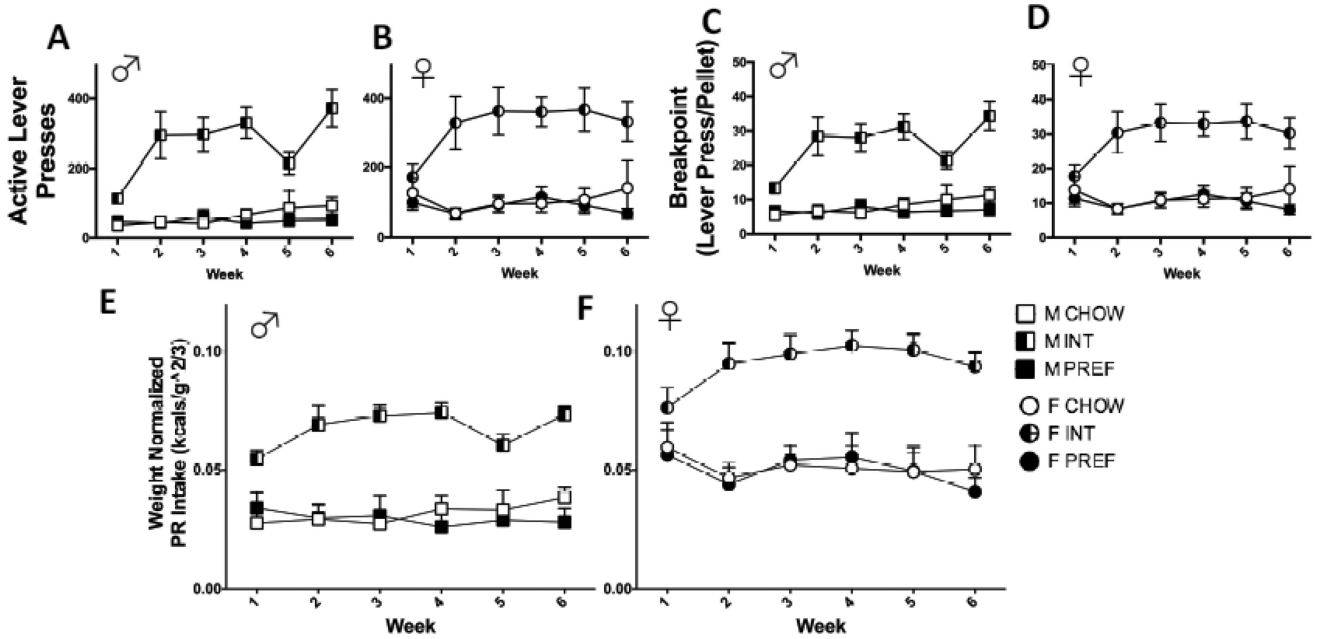 A
♂
Active Lever
Presses
400
200
0
1 2 3 4 5 6
Week
B
♀
400
200
0
1 2 3 4 5 6
Week
C
♂
Breakpoint
(Lever Press/Pellet)
50
40
30
20
10
0
1 2 3 4 5 6
Week
D
♀
50
40
30
20
10
0
1 2 3 4 5 6
Week
E
♂
Weight Normalized
PR Intake (kcals/g^2/3)
0.10
0.05
0.00
1 2 3 4 5 6
Week
F
♀
0.10
0.05
0.00
1 2 3 4 5 6
Week
M CHOW
M INT
M PREF
F CHOW
F INT
F PREF